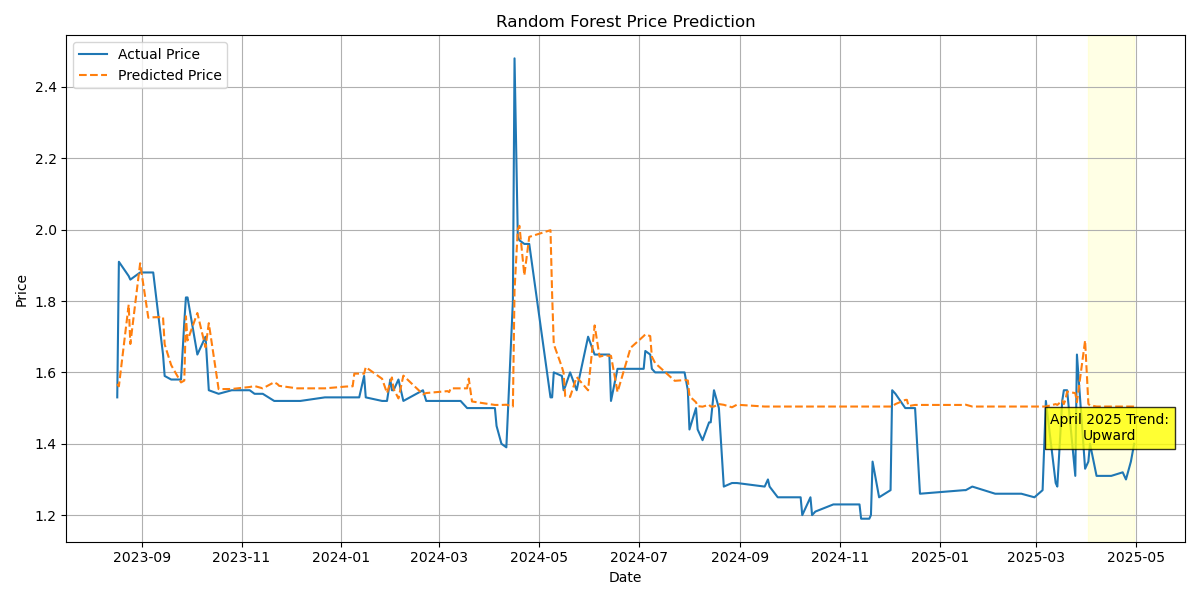 Random Forest Price Prediction
Actual Price
Predicted Price
2.4
2.2
2.0
1.8
1.6
1.4
1.2
Price
April 2025 Trend:
Upward
2023-09 2023-11 2024-01 2024-03 2024-05 2024-07 2024-09 2024-11 2025-01 2025-03 2025-05
Date